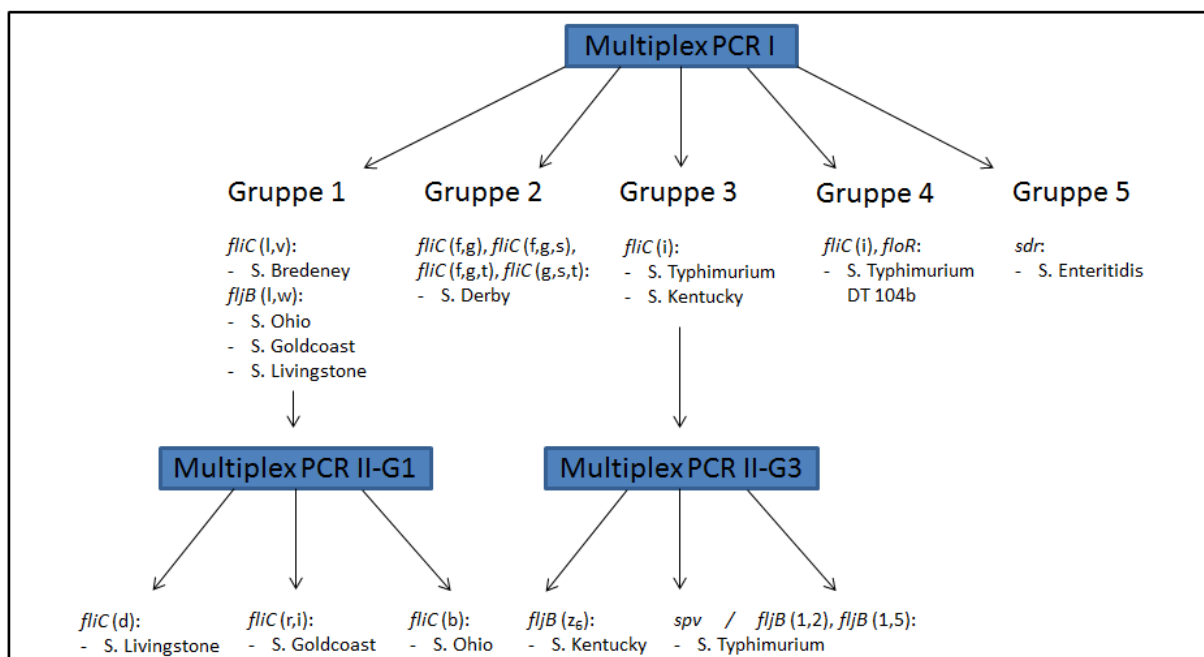 Multiplex PCR I
Gruppe 1
fliC (l,v):
- S. Bredeney
fljB (l,w):
- S. Ohio
- S. Goldcoast
- S. Livingstone
Gruppe 2
fliC (f,g), fliC (f,g,s),
fliC (f,g,t), fliC (g,s,t):
- S. Derby
Gruppe 3
fliC (i):
- S. Typhimurium
- S. Kentucky
Gruppe 4
fliC (i), floR:
- S. Typhimurium
DT 104b
Gruppe 5
sdr:
- S. Enteritidis
Multiplex PCR II-G1
Multiplex PCR II-G3
fliC (d):
- S. Livingstone
fliC (r,i):
- S. Goldcoast
fliC (b):
- S. Ohio
fljB (z₆):
- S. Kentucky
spv / fljB (1,2), fljB (1,5):
- S. Typhimurium